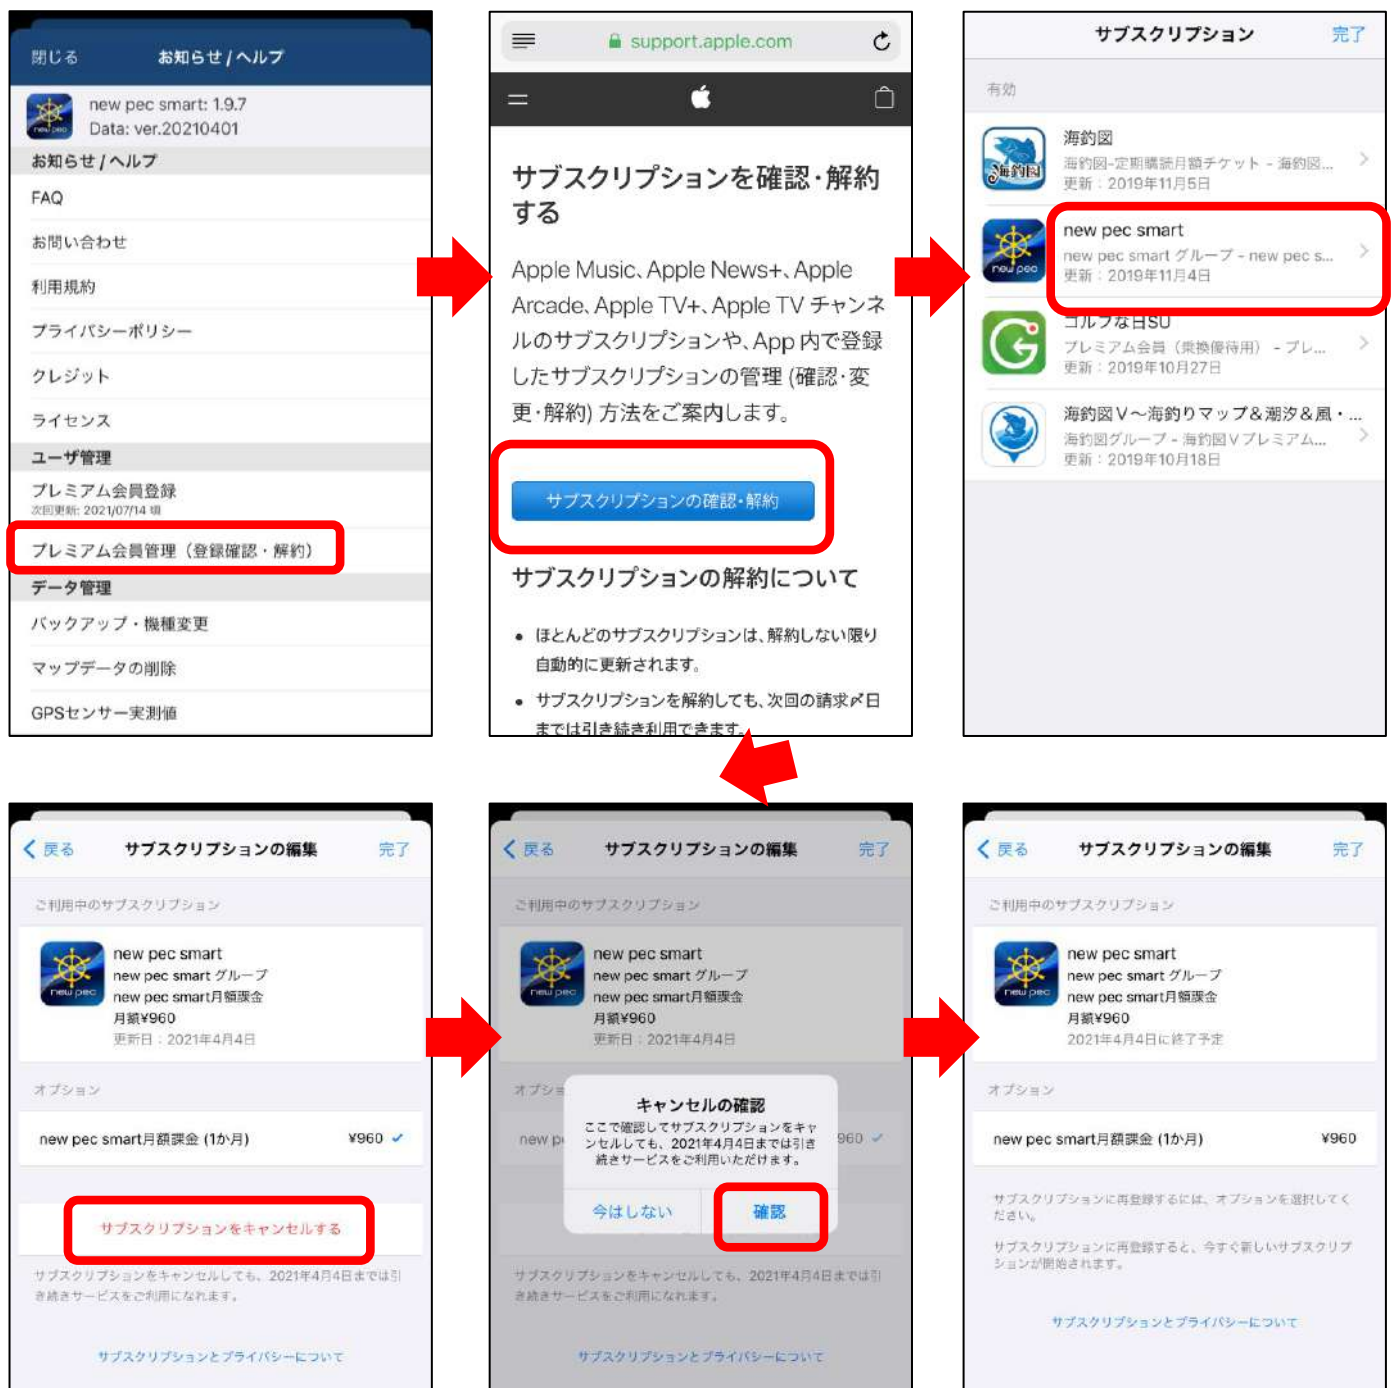 閉じる
お知らせ / ヘルプ
new pec
new pec smart: 1.9.7
Data: ver.20210401
お知らせ / ヘルプ
FAQ
お問い合わせ
利用規約
プライバシーポリシー
クレジット
ライセンス
ユーザ管理
プレミアム会員登録
次回更新: 2021/07/14 頃
プレミアム会員管理（登録確認・解約）
データ管理
バックアップ・機種変更
マップデータの削除
GPSセンサー実測値
support.apple.com
サブスクリプションを確認・解約
する
Apple Music、Apple News+、Apple
Arcade、Apple TV+、Apple TV チャンネ
ルのサブスクリプションや、App 内で登録
したサブスクリプションの管理 (確認・変
更・解約) 方法をご案内します。
サブスクリプションの確認・解約
サブスクリプションの解約について
• ほとんどのサブスクリプションは、解約しない限り
自動的に更新されます。
• サブスクリプションを解約しても、次回の請求〆日
までは引き続き利用できます。
サブスクリプション
完了
有効
海釣図
海釣図
海釣図-定期購読月額チケット - 海釣図...
更新：2019年11月5日
new pec
new pec smart
new pec smart グループ - new pec s...
更新：2019年11月4日
ゴルフな日SU
プレミアム会員（乗換優待用） - プレ...
更新：2019年10月27日
海釣図Ｖ～海釣りマップ＆潮汐＆風・...
海釣図グループ - 海釣図Ｖプレミアム...
更新：2019年10月18日
戻る
サブスクリプションの編集
完了
ご利用中のサブスクリプション
new pec
new pec smart
new pec smart グループ
new pec smart月額課金
月額¥960
更新日：2021年4月4日
オプション
new pec smart月額課金 (1か月)
¥960
サブスクリプションをキャンセルする
サブスクリプションをキャンセルしても、2021年4月4日までは引
き続きサービスをご利用になれます。
サブスクリプションとプライバシーについて
戻る
サブスクリプションの編集
完了
ご利用中のサブスクリプション
new pec
new pec smart
new pec smart グループ
new pec smart月額課金
月額¥960
更新日：2021年4月4日
オプショ
new p
960
キャンセルの確認
ここで確認してサブスクリプションをキャ
ンセルしても、2021年4月4日までは引き
続きサービスをご利用いただけます。
今はしない
確認
サブスクリプションをキャンセルしても、2021年4月4日までは引
き続きサービスをご利用になれます。
サブスクリプションとプライバシーについて
戻る
サブスクリプションの編集
完了
ご利用中のサブスクリプション
new pec
new pec smart
new pec smart グループ
new pec smart月額課金
月額¥960
2021年4月4日に終了予定
オプション
new pec smart月額課金 (1か月)
¥960
サブスクリプションに再登録するには、オプションを選択してく
ださい。
サブスクリプションに再登録すると、今すぐ新しいサブスクリプ
ションが開始されます。
サブスクリプションとプライバシーについて